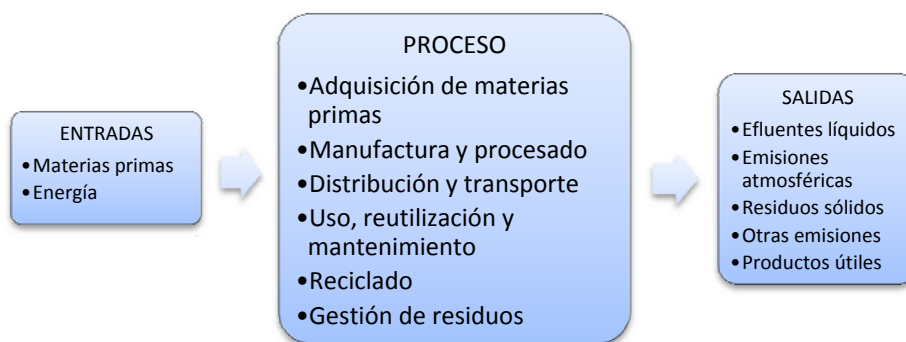 ENTRADAS
•Materias primas
•Energía
PROCESO
•Adquisición de materias
primas
•Manufactura y procesado
•Distribución y transporte
•Uso, reutilización y
mantenimiento
•Reciclado
•Gestión de residuos
SALIDAS
•Efluentes líquidos
•Emisiones
atmosféricas
•Residuos sólidos
•Otras emisiones
•Productos útiles